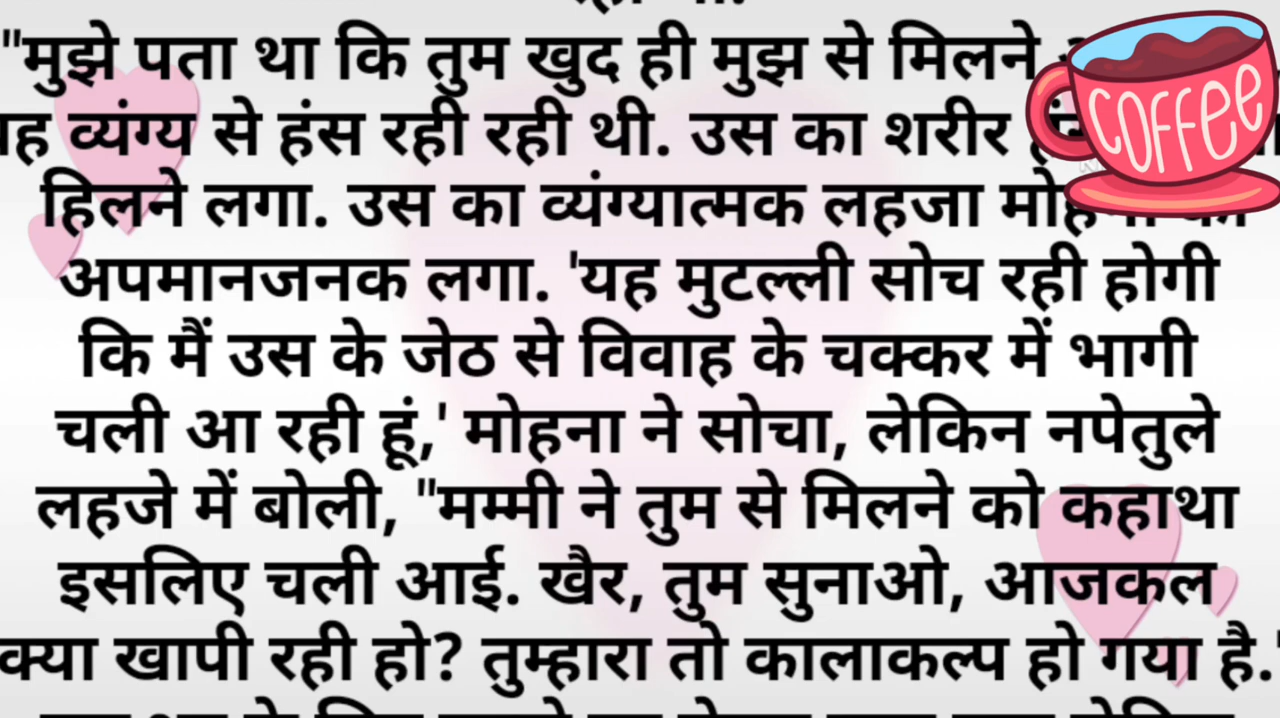 "मुझे पता था कि तुम खुद ही मुझ से मिलने
व्यंग्य से हंस रही रही थी. उस का शरीर
हिलने लगा. उस का व्यंग्यात्मक लहजा
अपमानजनक लगा. 'यह मुटल्ली सोच रही होगी
कि मैं उस के जेठ से विवाह के चक्कर में भागी
चली आ रही हूं,' मोहना ने सोचा, लेकिन नपेतुले
लहजे में बोली, "मम्मी ने तुम से मिलने को कहाथा
इसलिए चली आई. खैर, तुम सुनाओ, आजकल
क्या खापी रही हो? तुम्हारा तो कालाकल्प हो गया है."
COFFEE